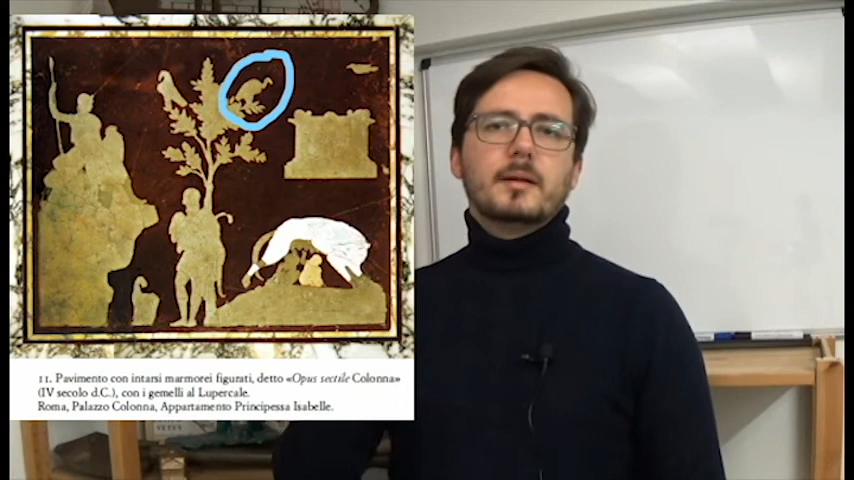 11. Pavimento con intarsi marmorei figurati, detto «Opus sectile Colonna»
(IV secolo d.C.), con i gemelli al Lupercale.
Roma, Palazzo Colonna, Appartamento Principessa Isabelle.
VETVS